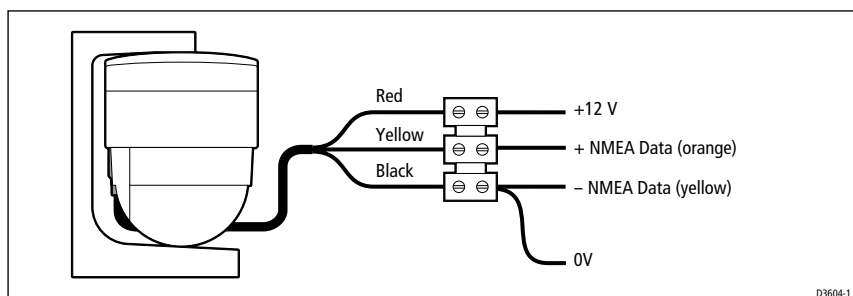 Red
+12 V
Yellow
+ NMEA Data (orange)
Black
– NMEA Data (yellow)
0V
D3604-1